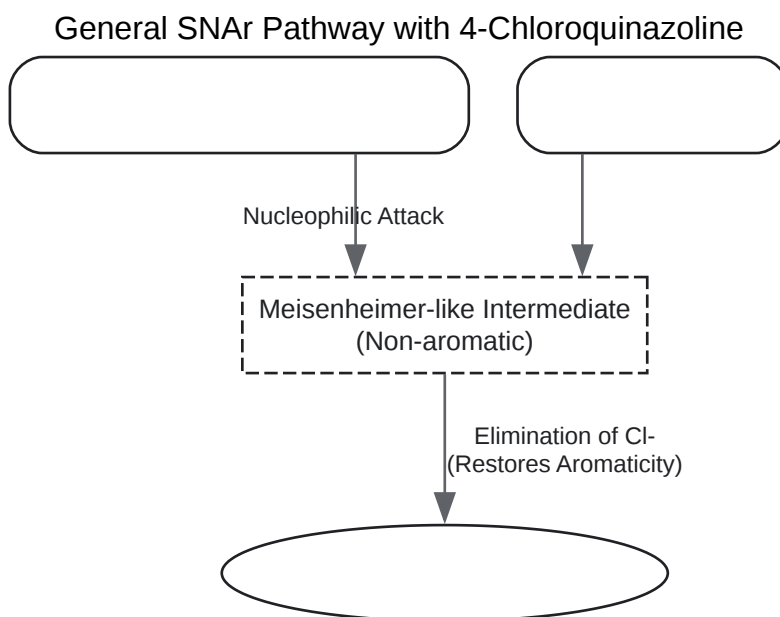 General SNAr Pathway with 4-Chloroquinazoline
Nucleophilic Attack
Meisenheimer-like Intermediate
(Non-aromatic)
Elimination of Cl-
(Restores Aromaticity)